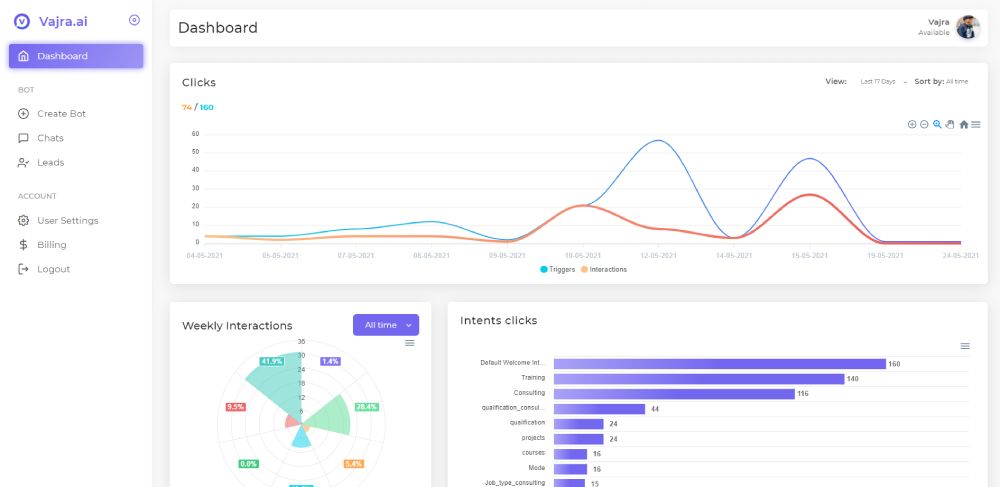 Vajra.ai
Dashboard
BOT
Create Bot
Chats
Leads
ACCOUNT
User Settings
Billing
Logout
Dashboard
Vajra
Available
Clicks
View: Last 17 Days Sort by: All time
74 / 160
60
50
40
30
20
10
0
04-05-2021 05-05-2021 07-05-2021 08-05-2021 09-05-2021 10-05-2021 12-05-2021 14-05-2021 15-05-2021 19-05-2021 24-05-2021
Triggers Interactions
Weekly Interactions
All time
36
30
24
18
12
6
41.9%
1.4%
9.5%
28.4%
0.0%
5.4%
Intents clicks
Default Welcome Int... 160
Training 140
Consulting 116
qualification_consul... 44
qualification 24
projects 24
courses 16
Mode 16
Job_type_consulting 15